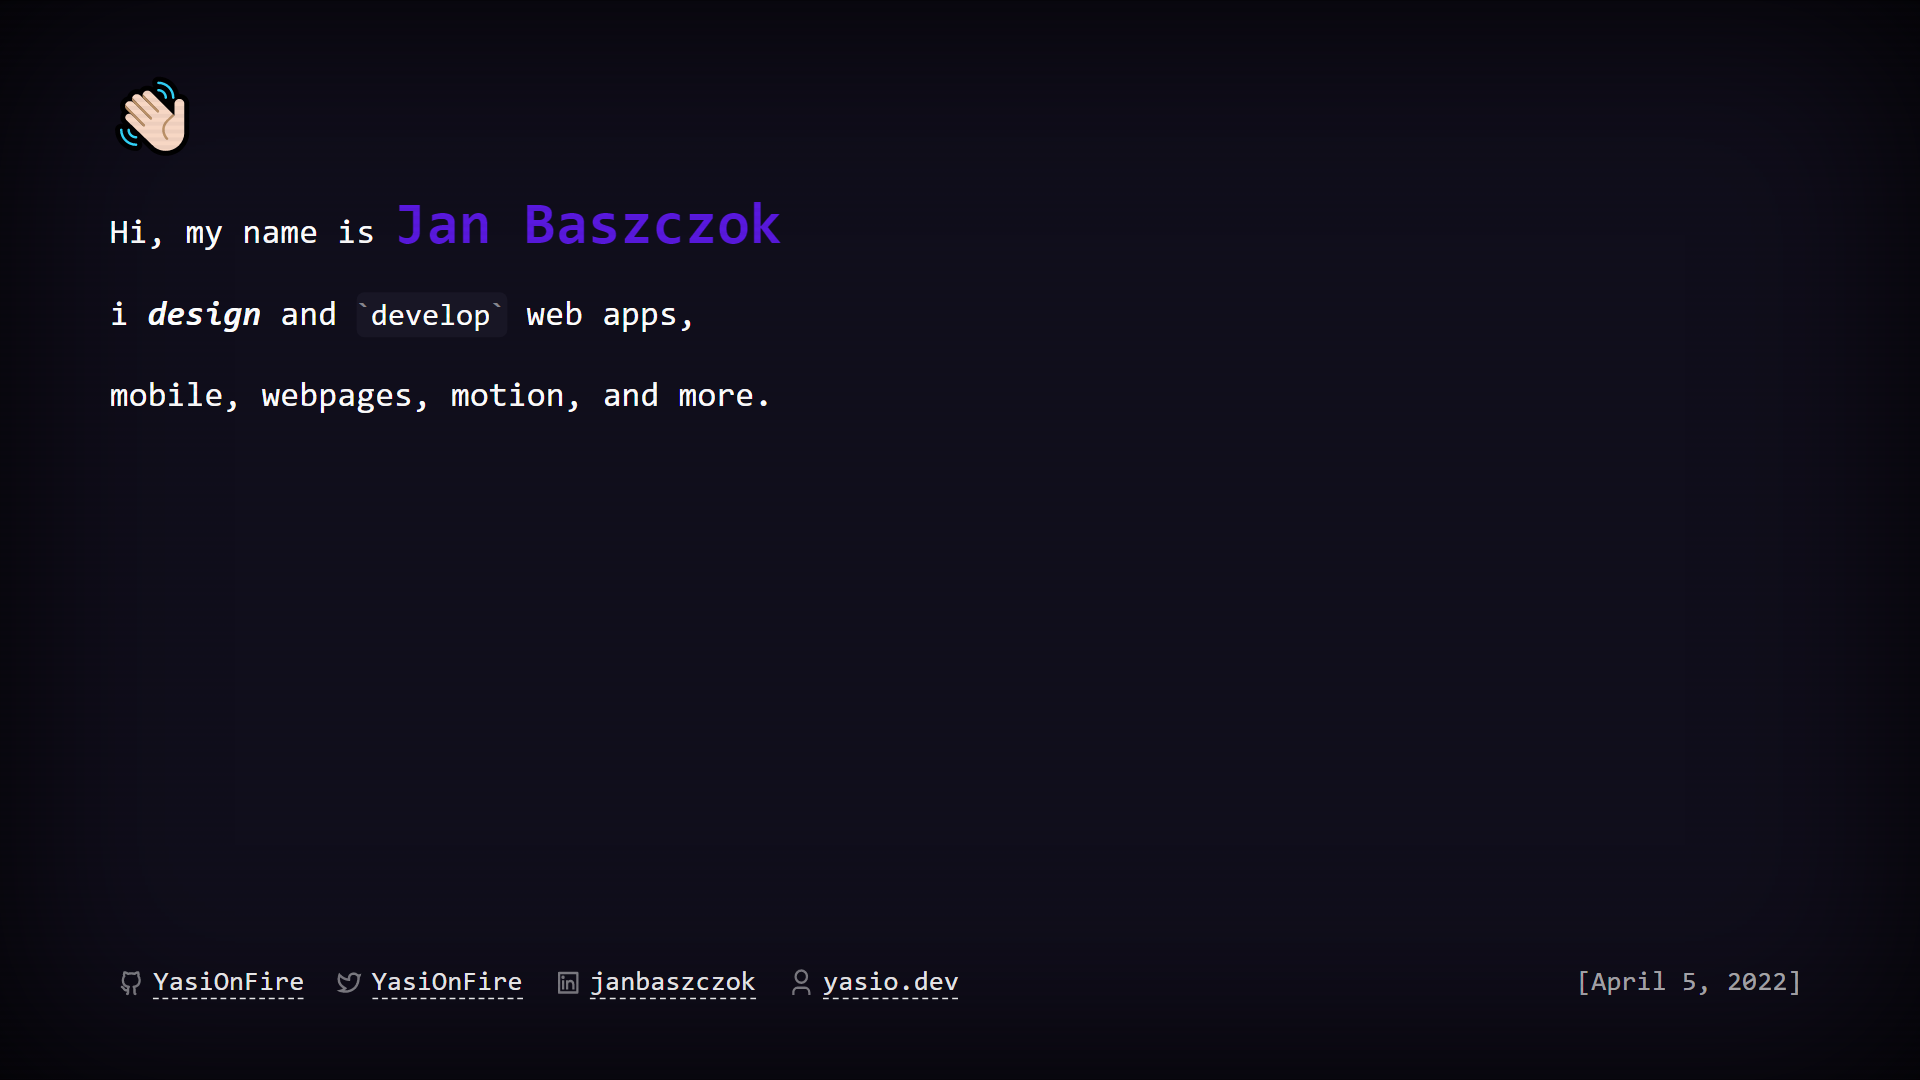 Hi, my name is Jan Baszczok
i design and `develop` web apps,
mobile, webpages, motion, and more.
YasiOnFire YasiOnFire janbaszczok yasio.dev [April 5, 2022]